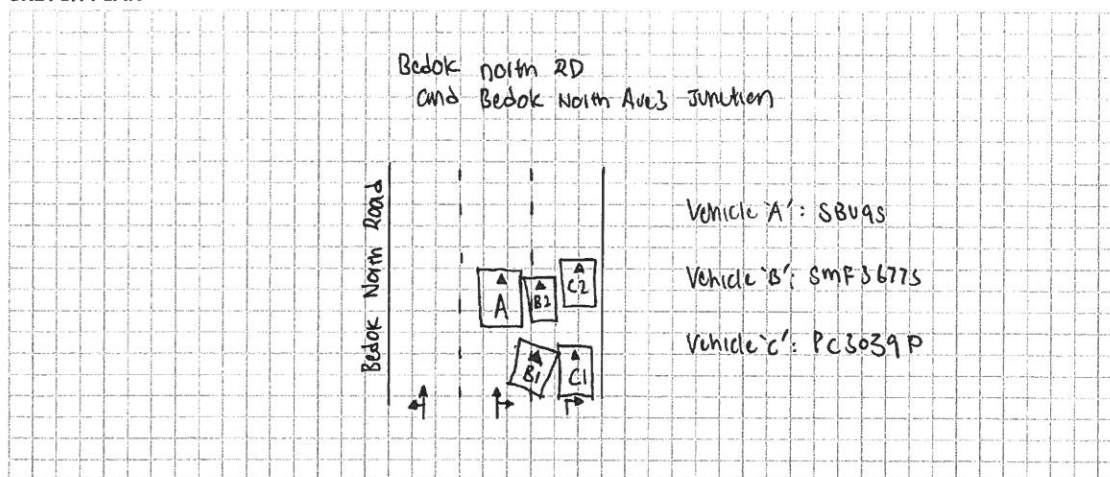 Bedok North RD
and Bedok North Ave3 Junction
Bedok North Road
Vehicle 'A': SBU9S
Vehicle 'B': SMF3677S
Vehicle 'C': PC3039P
A
B2
C2
B1
C1